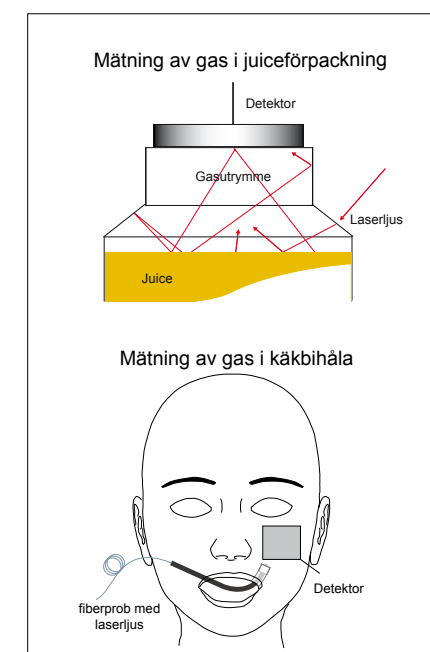 Mätning av gas i juiceförpackning
Detektor
Gasutrymme
Laserljus
Juice
Mätning av gas i käkbihåla
Detektor
fiberprob med
laserljus